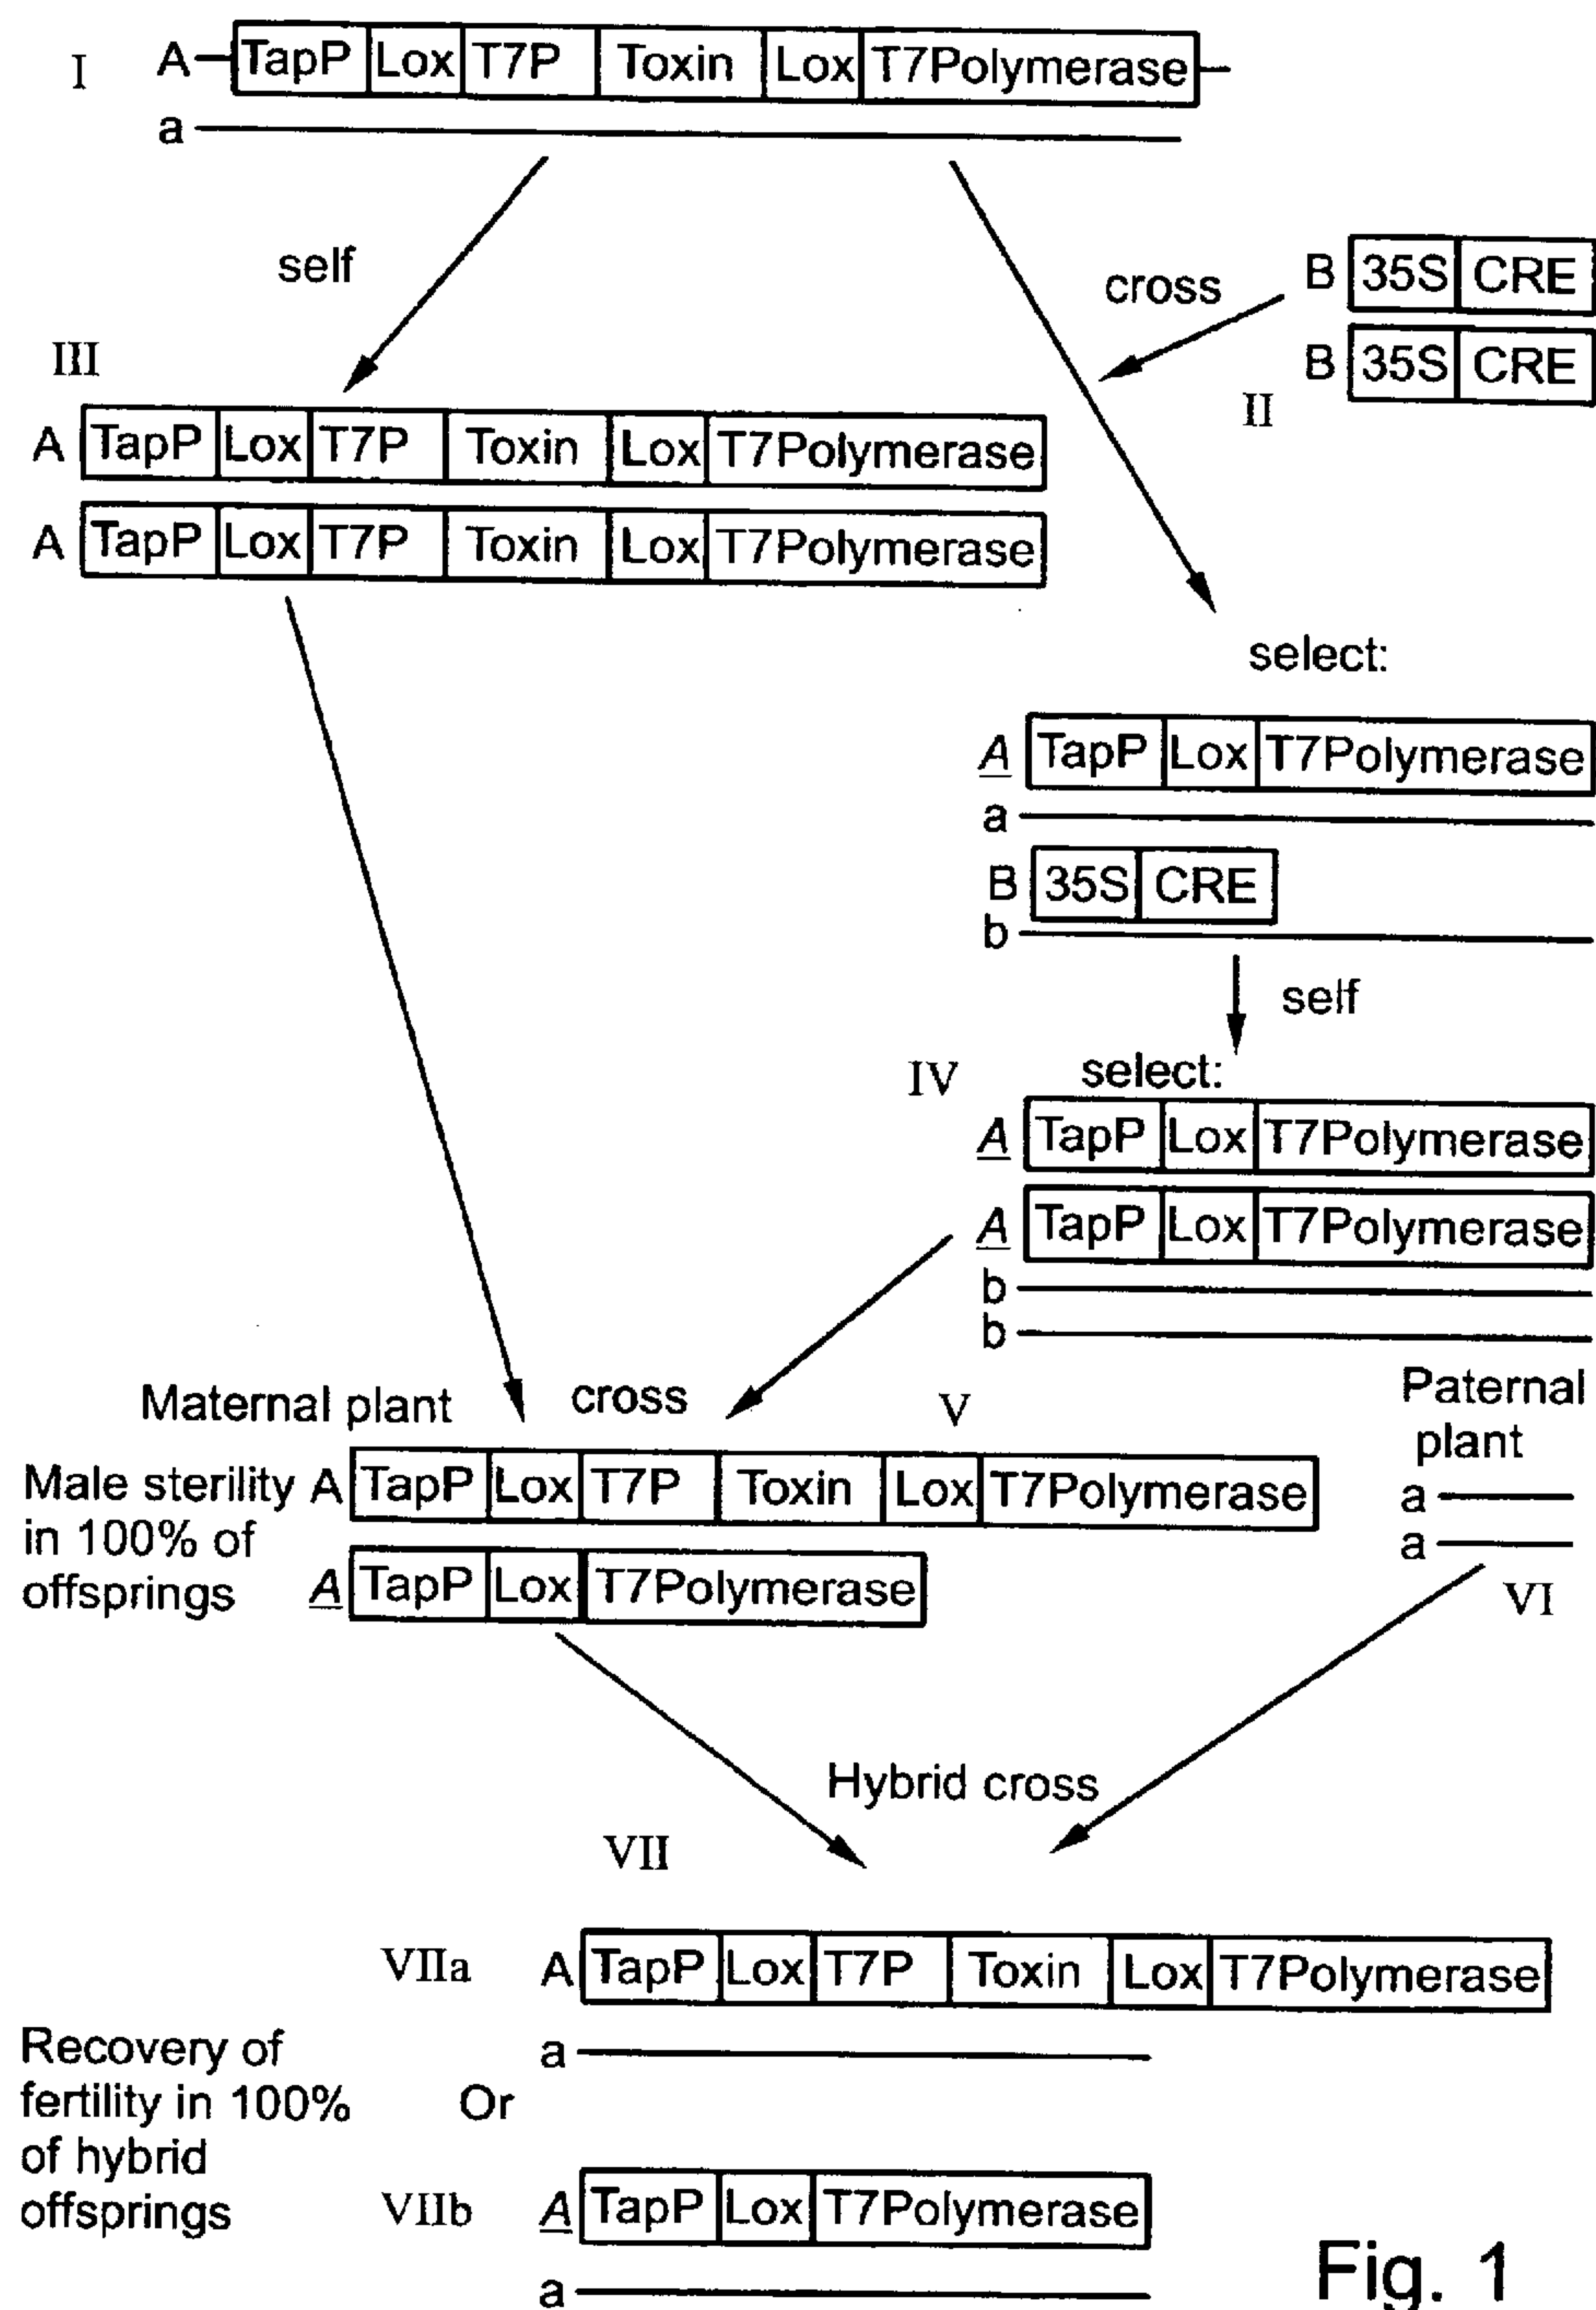 I
A TapP Lox T7P Toxin Lox T7Polymerase
a
self
cross
B 35S CRE
B 35S CRE
II
III
A TapP Lox T7P Toxin Lox T7Polymerase
A TapP Lox T7P Toxin Lox T7Polymerase
select:
A TapP Lox T7Polymerase
a
B 35S CRE
b
self
IV
select:
A TapP Lox T7Polymerase
A TapP Lox T7Polymerase
b
b
Maternal plant
cross
V
Paternal
plant
Male sterility
in 100% of
offsprings
A TapP Lox T7P Toxin Lox T7Polymerase
A TapP Lox T7Polymerase
a
a
VI
Hybrid cross
VII
VIIa
A TapP Lox T7P Toxin Lox T7Polymerase
a
Recovery of
fertility in 100%
of hybrid
offsprings
Or
VIIb
A TapP Lox T7Polymerase
a
Fig. 1